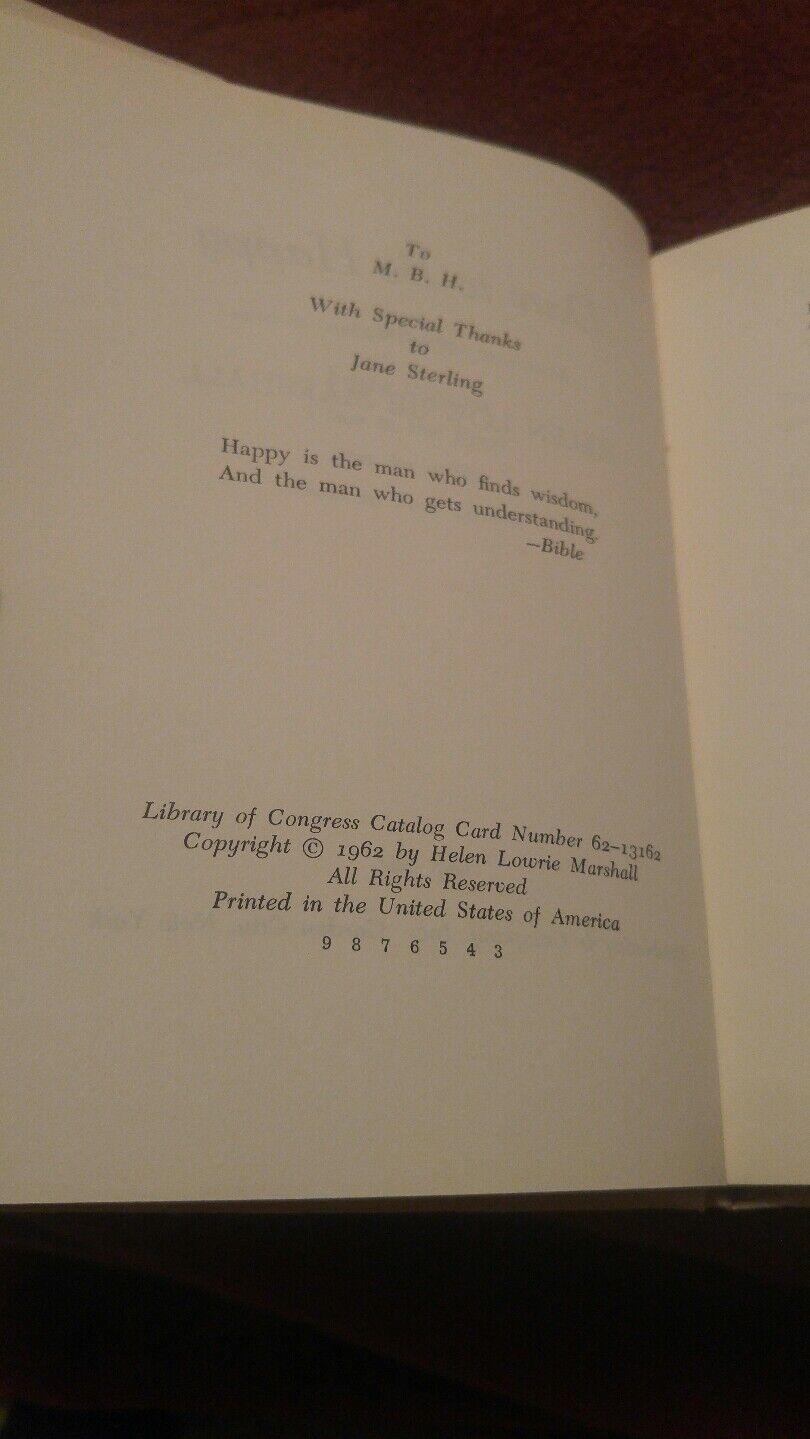 To
M. B. H.
With Special Thanks
to
Jane Sterling
Happy is the man who finds wisdom,
And the man who gets understanding.
—Bible
Library of Congress Catalog Card Number 62–13162
Copyright © 1962 by Helen Lowrie Marshall
All Rights Reserved
Printed in the United States of America
9 8 7 6 5 4 3